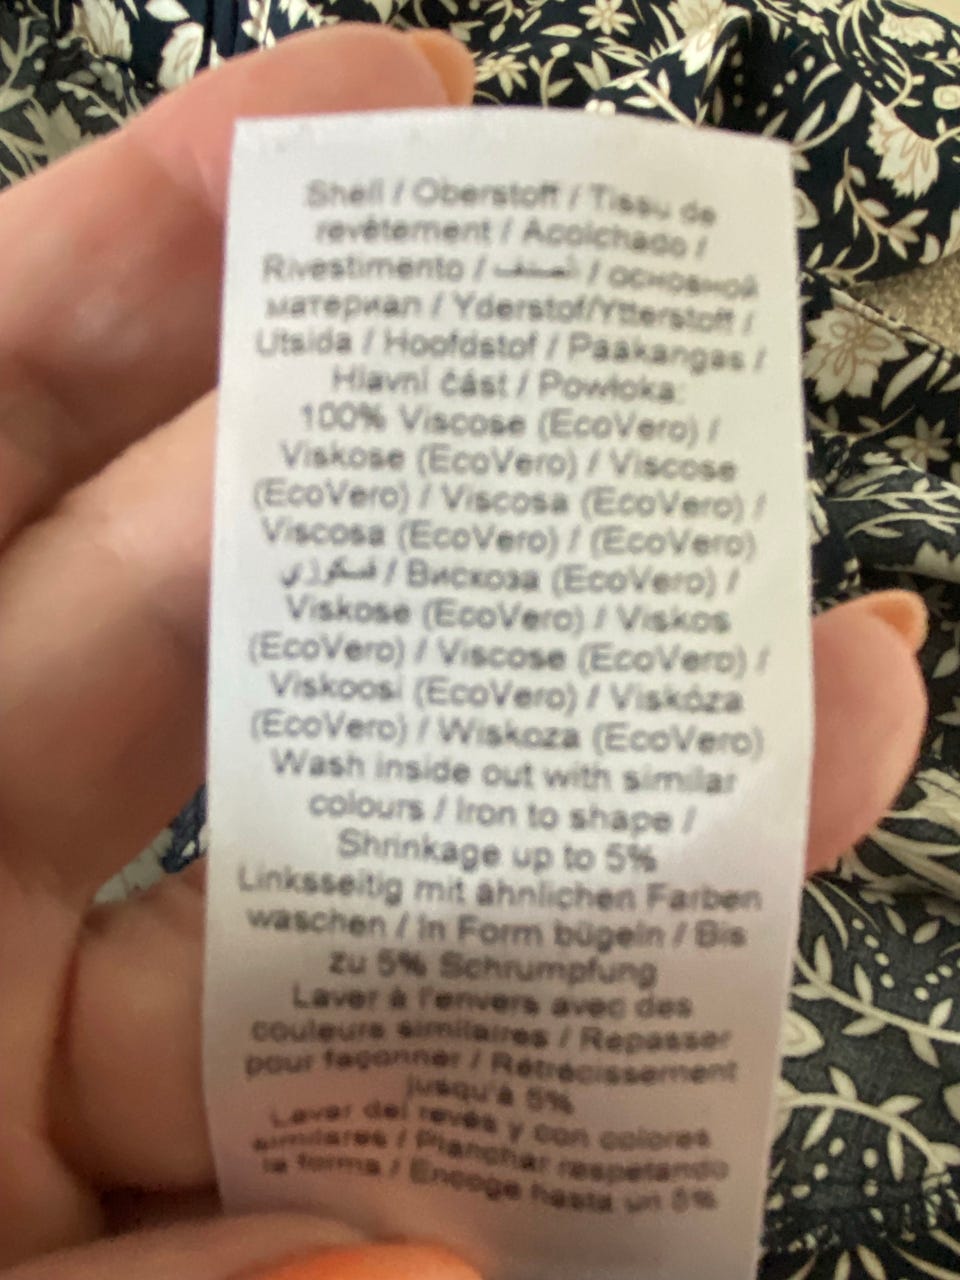 Shell / Oberstoff / Tissu de
revêtement / Acolchado /
Rivestimento / / основной
материал / Yderstof/Ytterstoff /
Utsida / Hoofdstof / Pääkangas /
Hlavní část / Powłoka:
100% Viscose (EcoVero) /
Viskose (EcoVero) / Viscose
(EcoVero) / Viscosa (EcoVero) /
Viscosa (EcoVero) / (EcoVero)
/ Вискоза (EcoVero) /
Viskose (EcoVero) / Viskos
(EcoVero) / Viscose (EcoVero) /
Viskoosi (EcoVero) / Viskóza
(EcoVero) / Wiskoza (EcoVero)
Wash inside out with similar
colours / Iron to shape /
Shrinkage up to 5%
Linksseitig mit ähnlichen Farben
waschen / In Form bügeln / Bis
zu 5% Schrumpfung
Laver à l'envers avec des
couleurs similaires / Repasser
pour façonner / Rétrécissement
jusqu'à 5%
Lavar del revés y con colores
similares / Planchar respetando
la forma / Encoge hasta un 5%